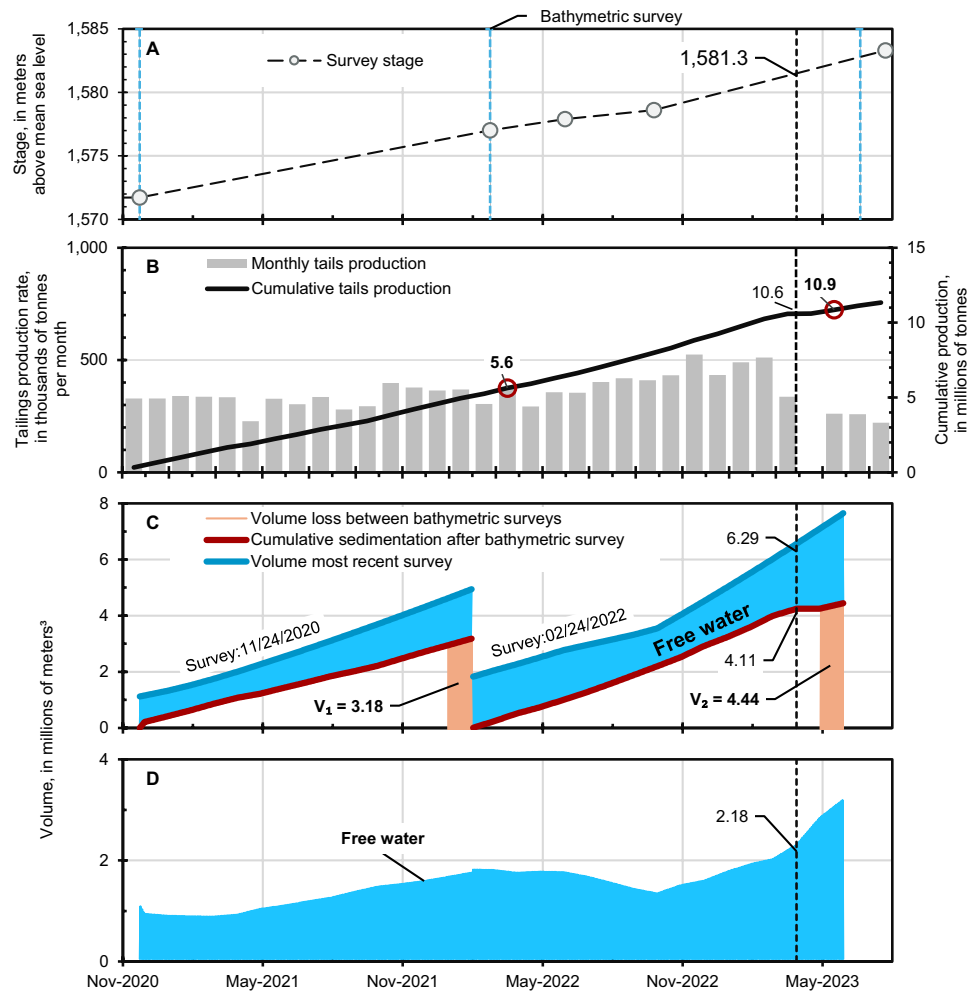 Bathymetric survey
1,585
1,580
1,575
1,570
Stage, in meters
above mean sea level
A
Survey stage
1,581.3
1,000
500
0
Tailings production rate,
in thousands of tonnes
per month
B
Monthly tails production
Cumulative tails production
5.6
10.6
10.9
15
10
5
0
Cumulative production,
in millions of tonnes
8
6
4
2
0
C
Volume loss between bathymetric surveys
Cumulative sedimentation after bathymetric survey
Volume most recent survey
Survey:11/24/2020
Survey:02/24/2022
Free water
6.29
4.11
V₁ = 3.18
V₂ = 4.44
Volume, in millions of meters³
4
2
0
D
Free water
2.18
Nov-2020
May-2021
Nov-2021
May-2022
Nov-2022
May-2023